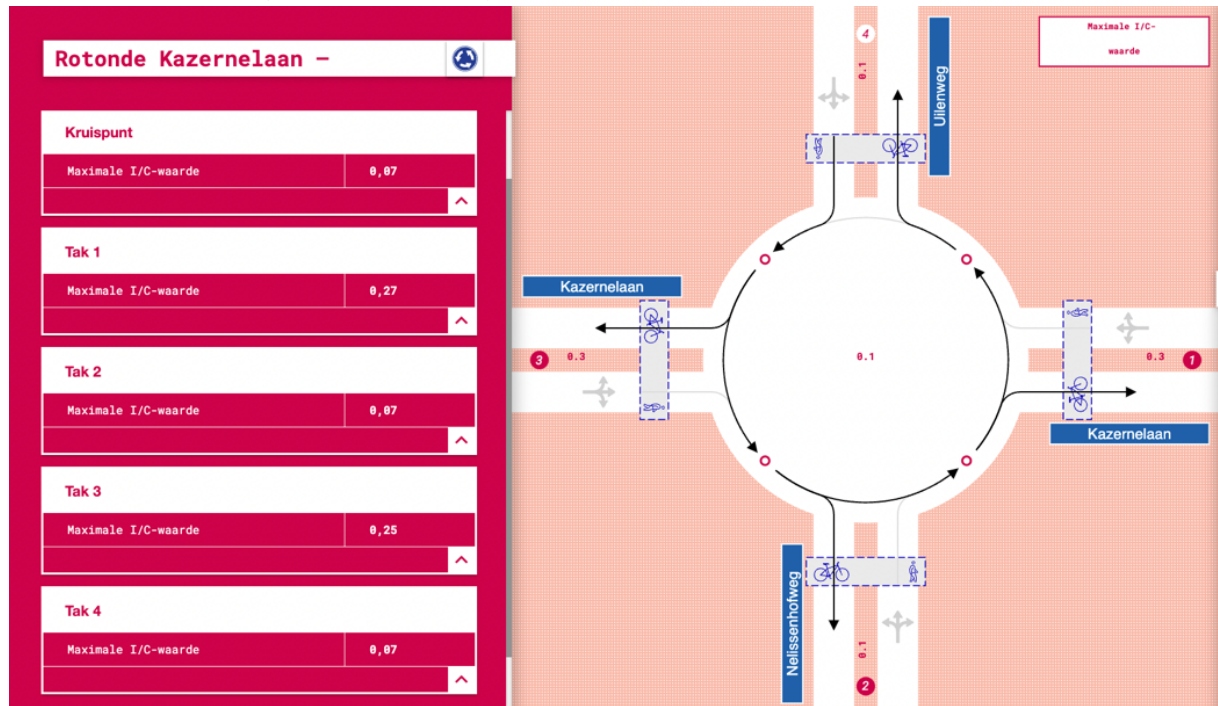 Rotonde Kazernelaan –
Kruispunt
Maximale I/C-waarde 0,07
Tak 1
Maximale I/C-waarde 0,27
Tak 2
Maximale I/C-waarde 0,07
Tak 3
Maximale I/C-waarde 0,25
Tak 4
Maximale I/C-waarde 0,07
Maximale I/C-
waarde
4
0.1
Uilenweg
Kazernelaan
3
0.3
0.1
0.3
1
Kazernelaan
Nelissenhofweg
0.1
2